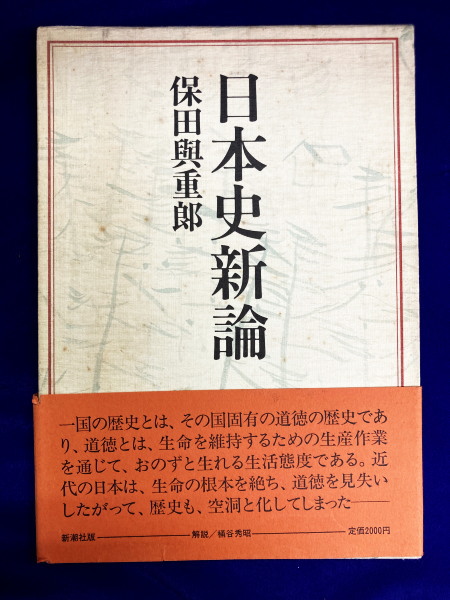 日本史新論
保田與重郎
一国の歴史とは、その国固有の道徳の歴史であ
り、道徳とは、生命を維持するための生産作業
を通じて、おのずと生れる生活態度である。近
代の日本は、生命の根本を絶ち、道徳を見失い
したがって、歴史も、空洞と化してしまった――
新潮社版――解説/桶谷秀昭――定価2000円